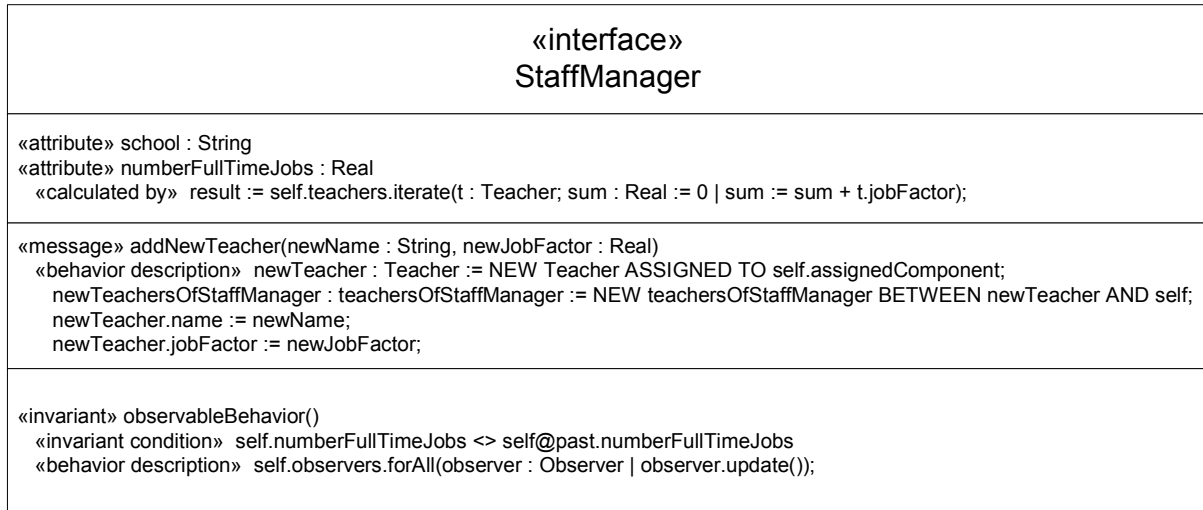 «interface»
StaffManager
«attribute» school : String
«attribute» numberFullTimeJobs : Real
«calculated by» result := self.teachers.iterate(t : Teacher; sum : Real := 0 | sum := sum + t.jobFactor);
«message» addNewTeacher(newName : String, newJobFactor : Real)
«behavior description» newTeacher : Teacher := NEW Teacher ASSIGNED TO self.assignedComponent;
newTeachersOfStaffManager : teachersOfStaffManager := NEW teachersOfStaffManager BETWEEN newTeacher AND self;
newTeacher.name := newName;
newTeacher.jobFactor := newJobFactor;
«invariant» observableBehavior()
«invariant condition» self.numberFullTimeJobs <> self@past.numberFullTimeJobs
«behavior description» self.observers.forAll(observer : Observer | observer.update());